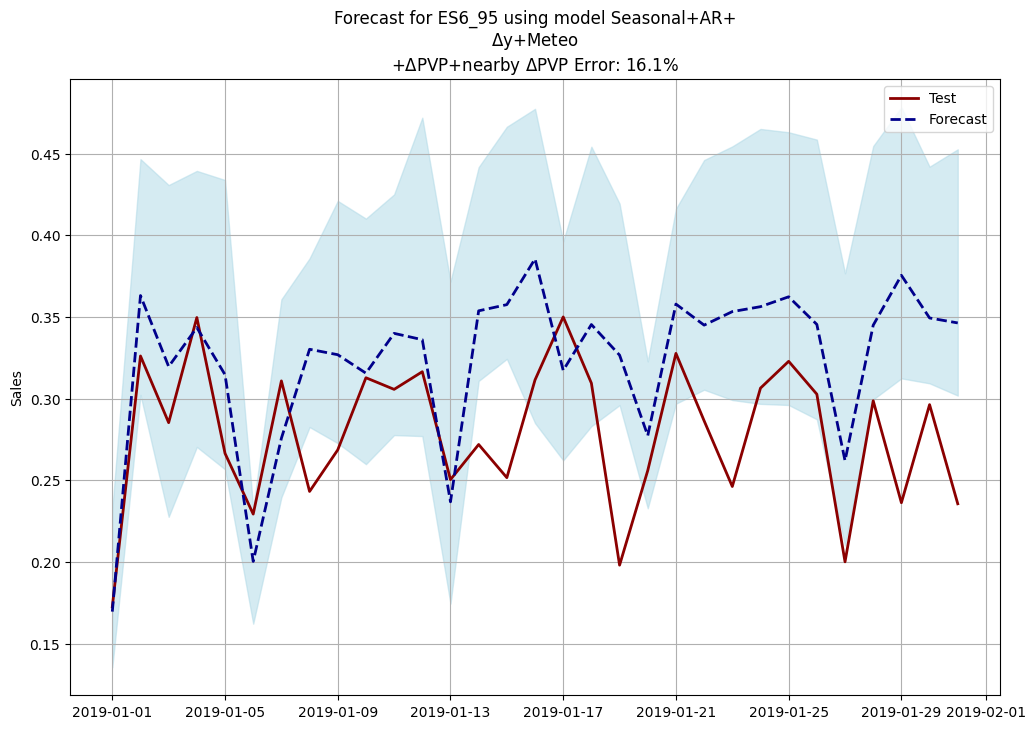 Forecast for ES6_95 using model Seasonal+AR+
Δy+Meteo
+ΔPVP+nearby ΔPVP Error: 16.1%
Test
Forecast
Sales
0.45
0.40
0.35
0.30
0.25
0.20
0.15
2019-01-01 2019-01-05 2019-01-09 2019-01-13 2019-01-17 2019-01-21 2019-01-25 2019-01-29 2019-02-01